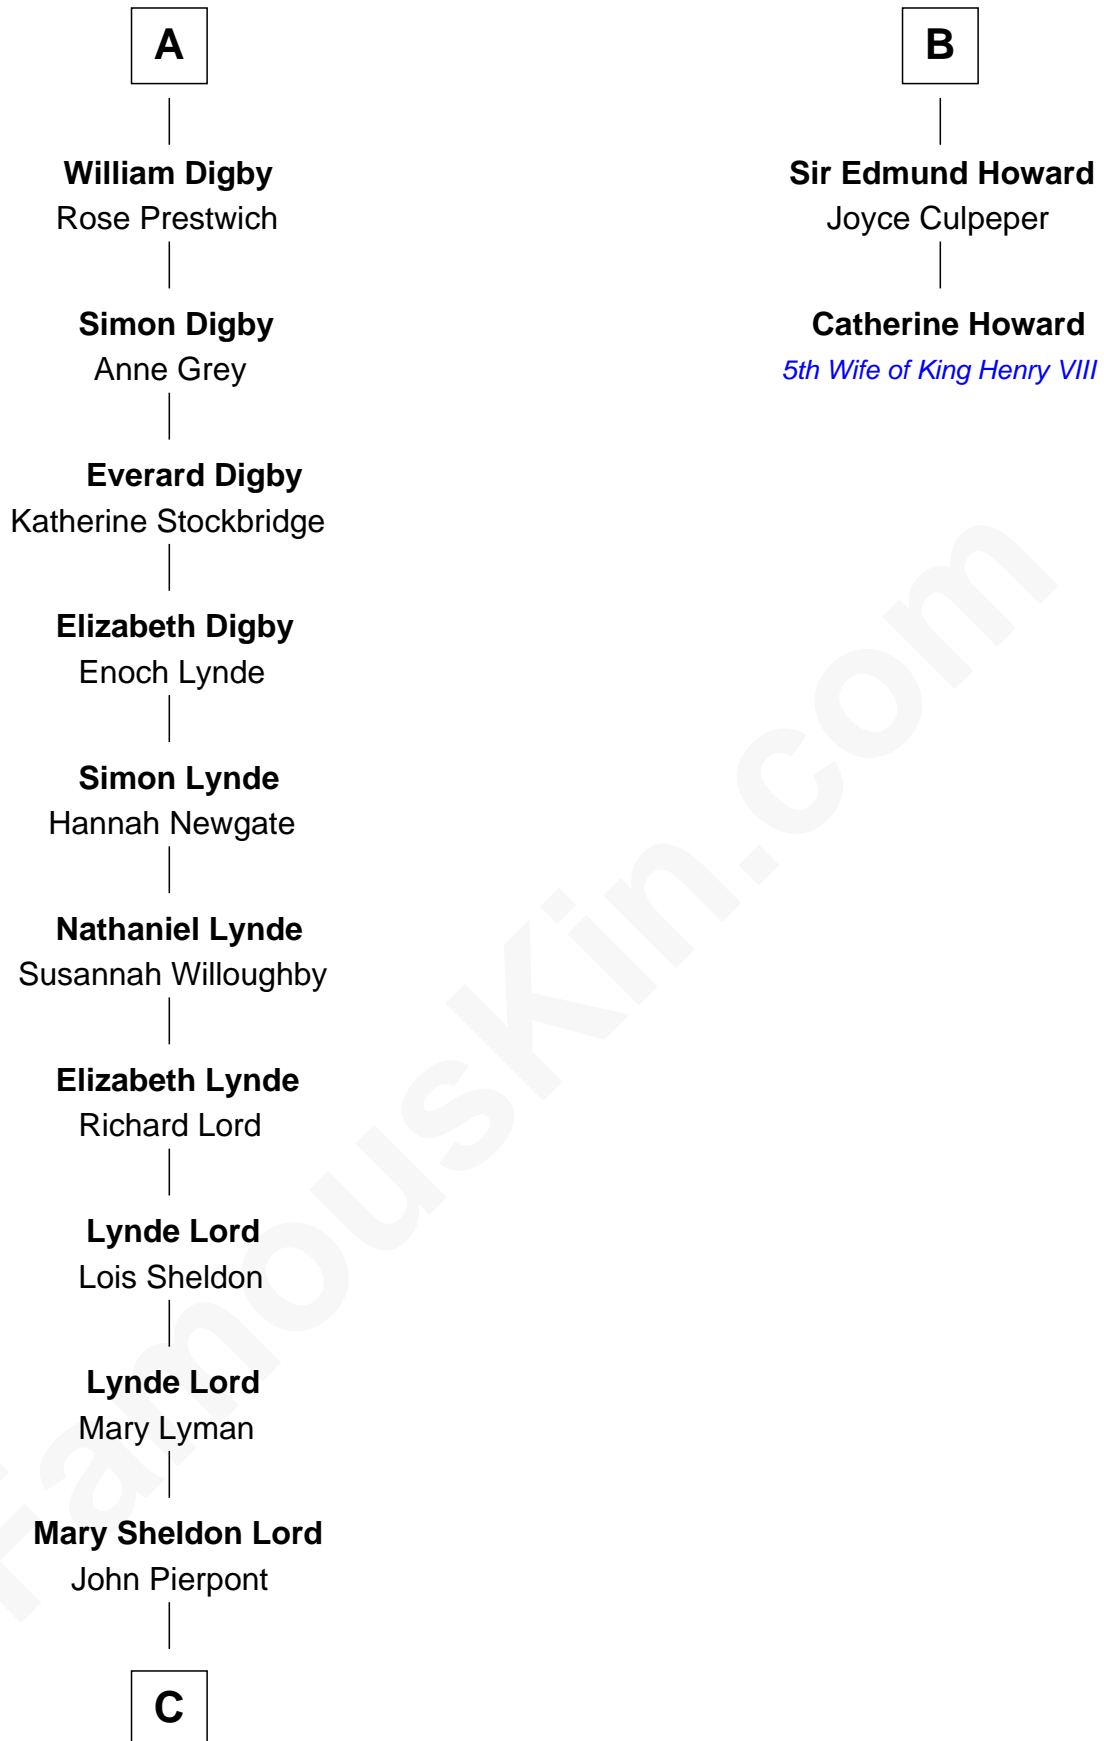 A
William Digby
Rose Prestwich
Simon Digby
Anne Grey
Everard Digby
Katherine Stockbridge
Elizabeth Digby
Enoch Lynde
Simon Lynde
Hannah Newgate
Nathaniel Lynde
Susannah Willoughby
Elizabeth Lynde
Richard Lord
Lynde Lord
Lois Sheldon
Lynde Lord
Mary Lyman
Mary Sheldon Lord
John Pierpont
C
B
Sir Edmund Howard
Joyce Culpeper
Catherine Howard
5th Wife of King Henry VIII
FamousKin.com